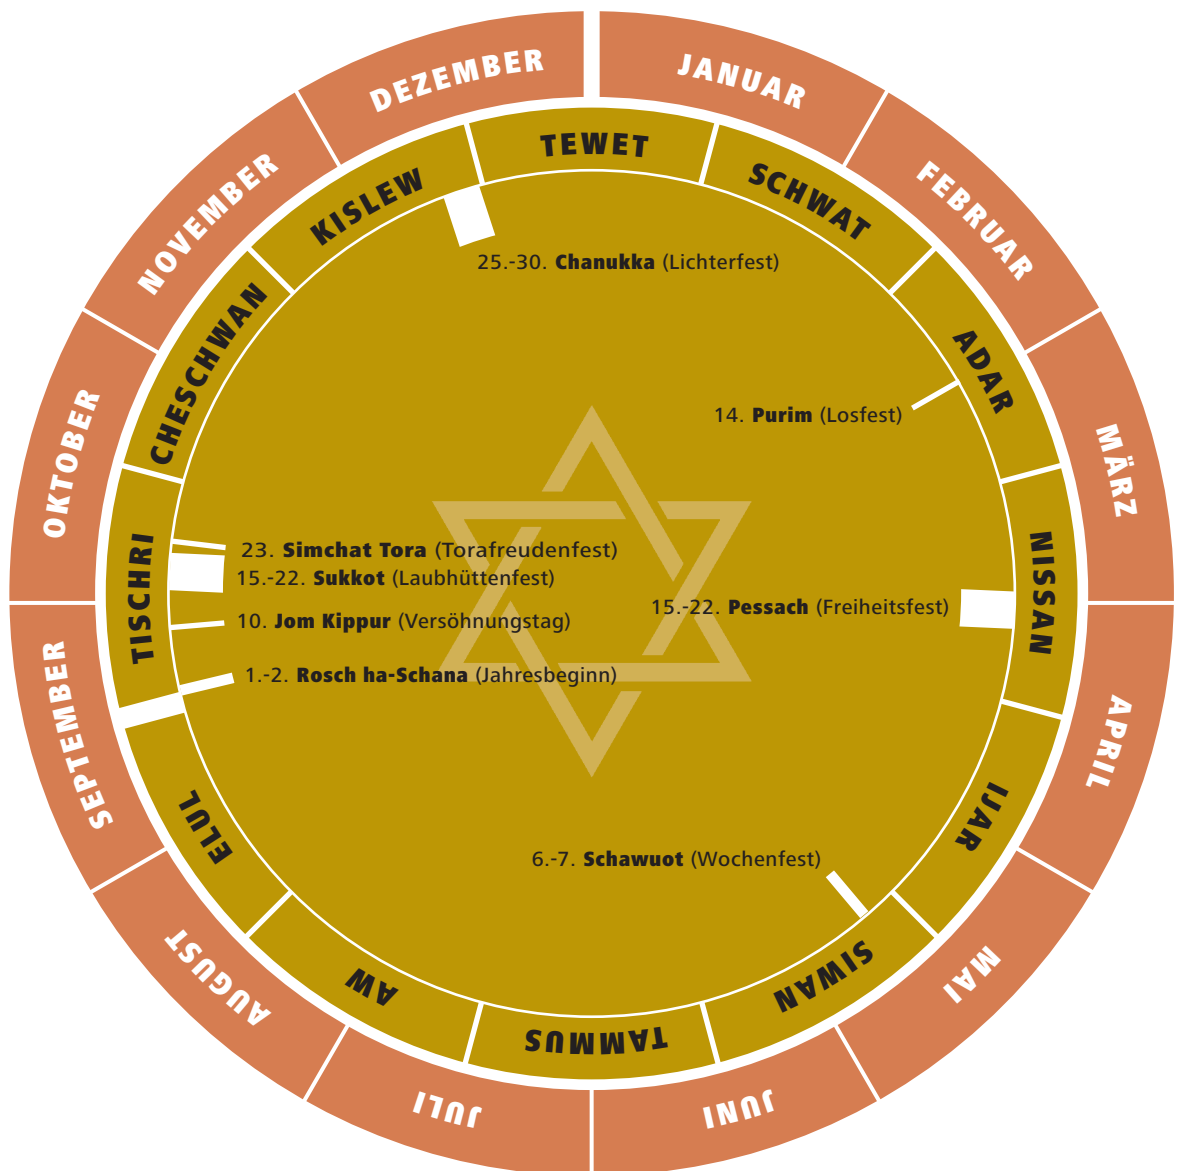 JANUAR
FEBRUAR
MÄRZ
APRIL
MAI
JUNI
JULI
AUGUST
SEPTEMBER
OKTOBER
NOVEMBER
DEZEMBER
TEWET
SCHWAT
ADAR
NISSAN
IJAR
SIWAN
TAMMUS
AW
ELUL
TISCHRI
CHESCHWAN
KISLEW
25.-30. Chanukka (Lichterfest)
14. Purim (Losfest)
23. Simchat Tora (Torafreudenfest)
15.-22. Sukkot (Laubhüttenfest)
15.-22. Pessach (Freiheitsfest)
10. Jom Kippur (Versöhnungstag)
1.-2. Rosch ha-Schana (Jahresbeginn)
6.-7. Schawuot (Wochenfest)